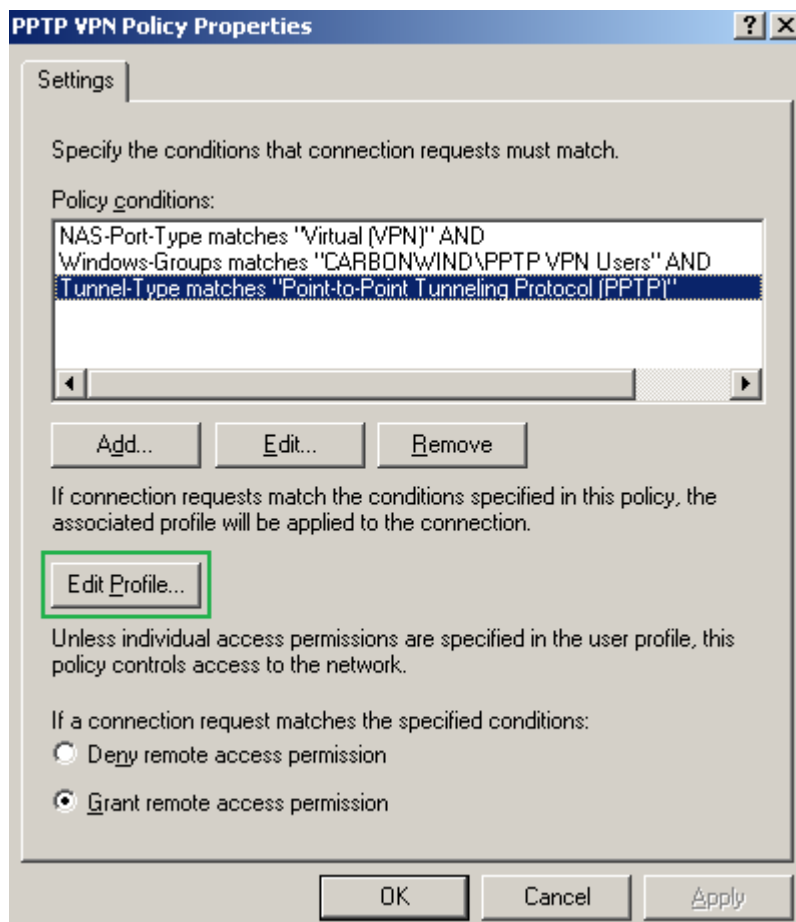 PPTP VPN Policy Properties
Settings
Specify the conditions that connection requests must match.
Policy conditions:
NAS-Port-Type matches "Virtual (VPN)" AND
Windows-Groups matches "CARBONWIND\PPTP VPN Users" AND
Tunnel-Type matches "Point-to-Point Tunneling Protocol (PPTP)"
Add... Edit... Remove
If connection requests match the conditions specified in this policy, the
associated profile will be applied to the connection.
Edit Profile...
Unless individual access permissions are specified in the user profile, this
policy controls access to the network.
If a connection request matches the specified conditions:
Deny remote access permission
Grant remote access permission
OK Cancel Apply